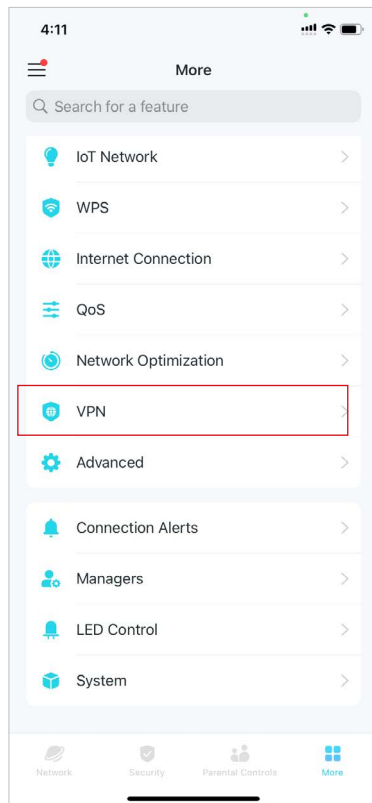 4:11
More
Search for a feature
IoT Network
WPS
Internet Connection
QoS
Network Optimization
VPN
Advanced
Connection Alerts
Managers
LED Control
System
Network Security Parental Controls More